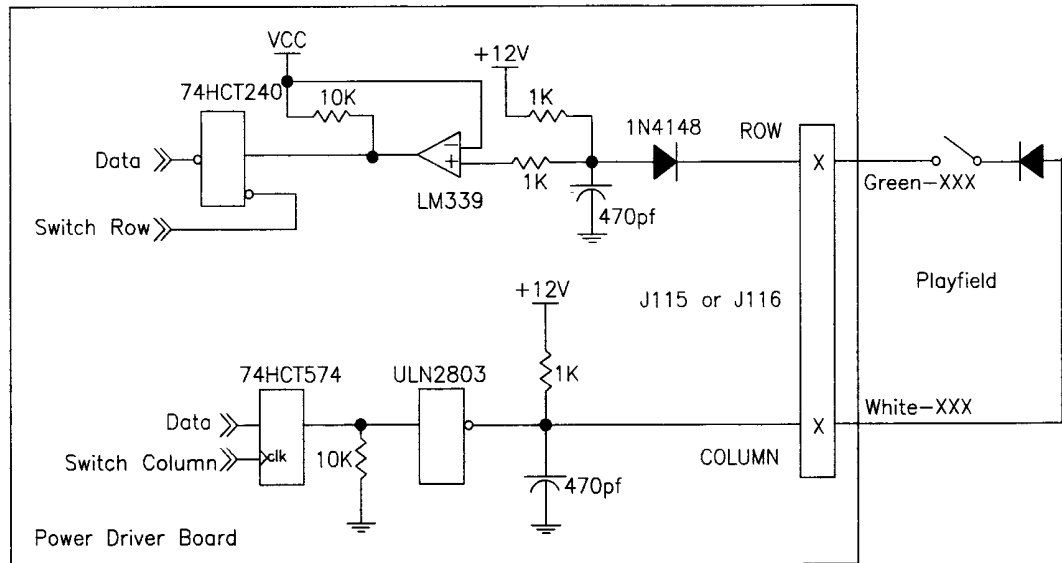 VCC
+12V
74HCT240
10K
1K
1N4148
ROW
Data
−
+
1K
X
LM339
470pf
Green-XXX
Switch Row
+12V
J115 or J116
Playfield
74HCT574
ULN2803
1K
Data
White-XXX
X
Switch Column
clk
10K
COLUMN
470pf
Power Driver Board